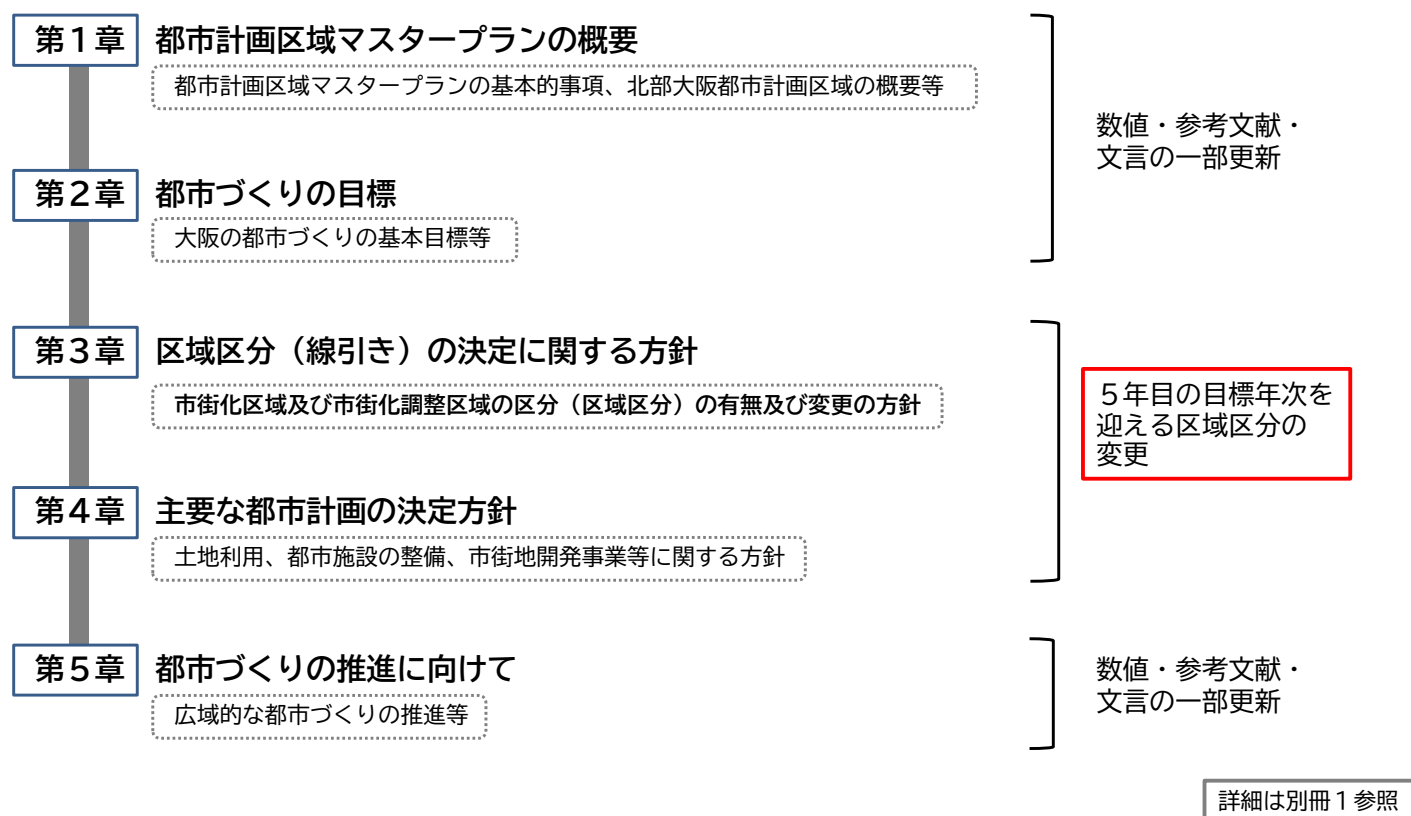 第1章 都市計画区域マスタープランの概要
都市計画区域マスタープランの基本的事項、北部大阪都市計画区域の概要等
第2章 都市づくりの目標
大阪の都市づくりの基本目標等
数値・参考文献・
文言の一部更新
第3章 区域区分（線引き）の決定に関する方針
市街化区域及び市街化調整区域の区分（区域区分）の有無及び変更の方針
第4章 主要な都市計画の決定方針
土地利用、都市施設の整備、市街地開発事業等に関する方針
５年目の目標年次を
迎える区域区分の
変更
第5章 都市づくりの推進に向けて
広域的な都市づくりの推進等
数値・参考文献・
文言の一部更新
詳細は別冊１参照